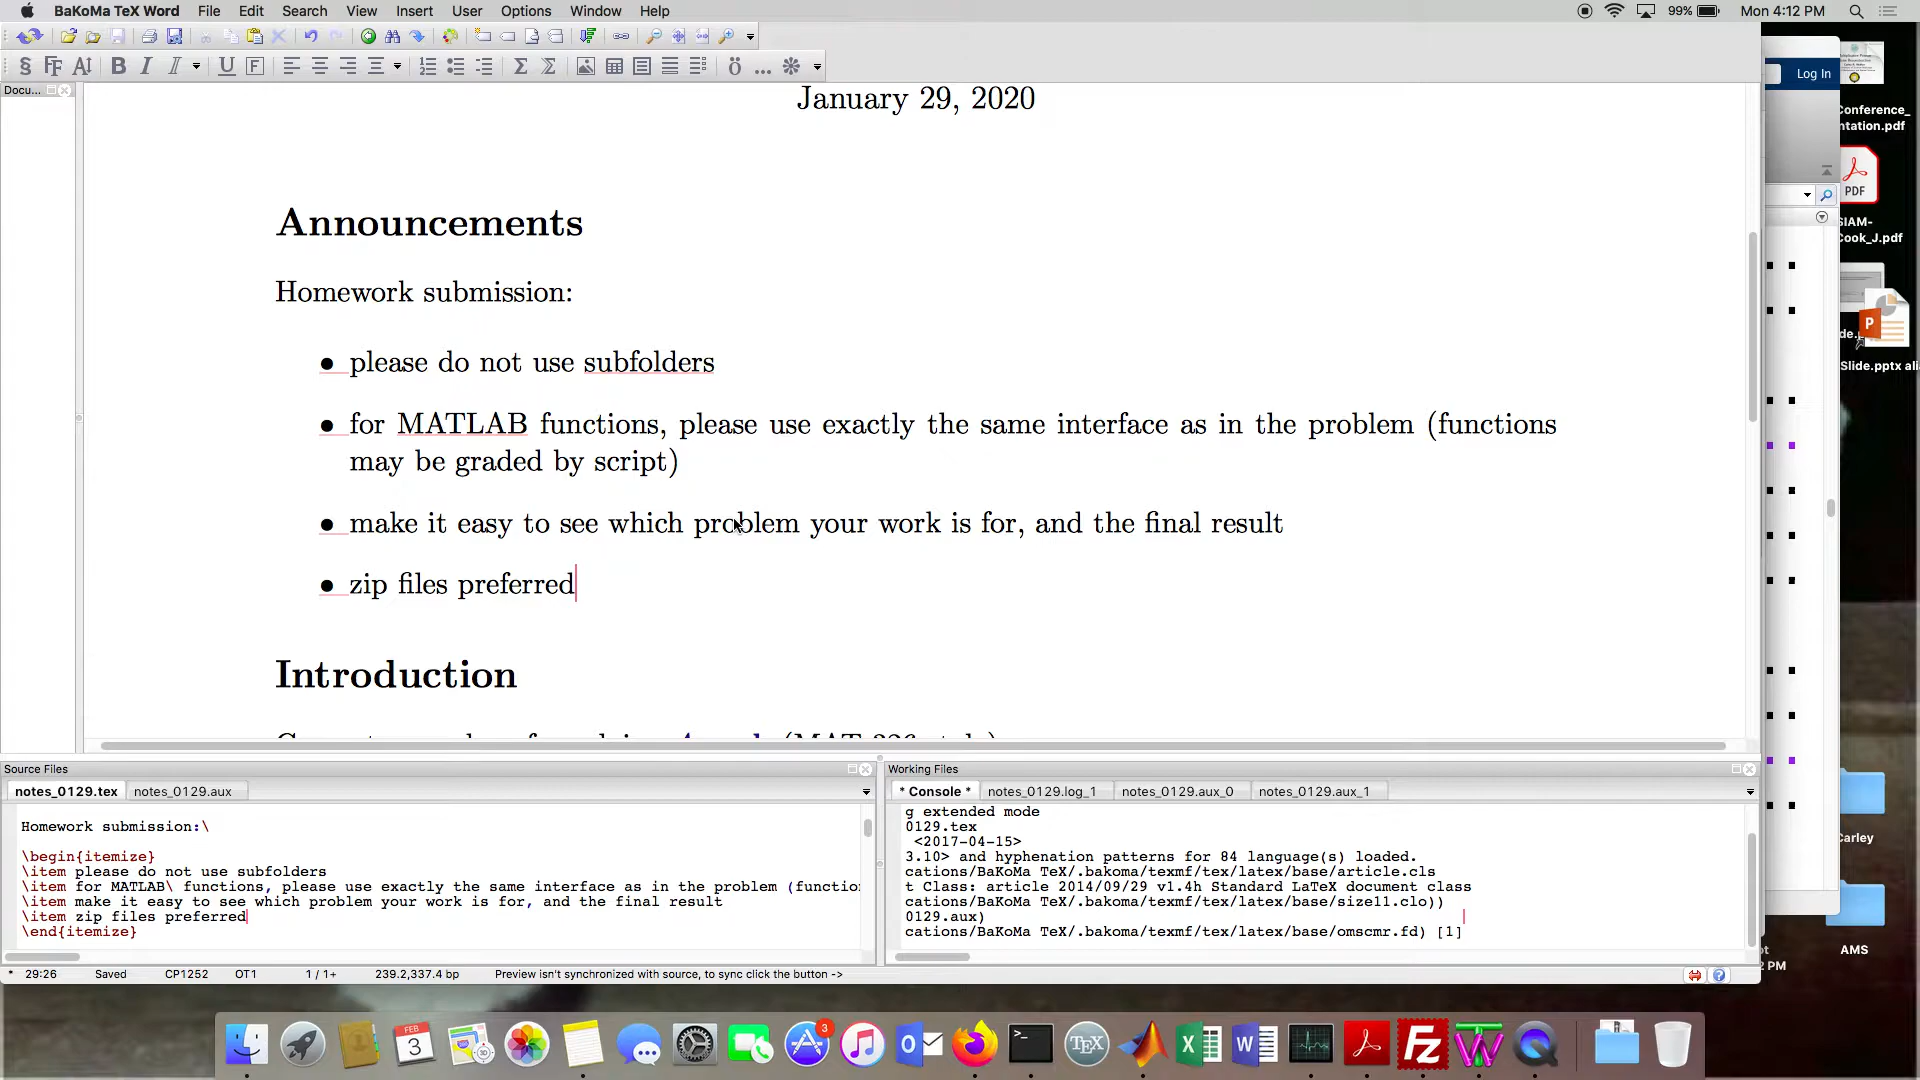 BaKoMa TeX Word File Edit Search View Insert User Options Window Help 99% Mon 4:12 PM
Log In
Docu...
January 29, 2020
Announcements
Homework submission:
• please do not use subfolders
• for MATLAB functions, please use exactly the same interface as in the problem (functions
may be graded by script)
• make it easy to see which problem your work is for, and the final result
• zip files preferred
Introduction
Conference_
ntation.pdf
PDF
SIAM-
Cook_J.pdf
Slide.pptx ali
Carley
AMS
2 PM
Source Files
notes_0129.tex notes_0129.aux
Homework submission:\
\begin{itemize}
\item please do not use subfolders
\item for MATLAB\ functions, please use exactly the same interface as in the problem (functio
\item make it easy to see which problem your work is for, and the final result
\item zip files preferred
\end{itemize}
Working Files
* Console * notes_0129.log_1 notes_0129.aux_0 notes_0129.aux_1
g extended mode
0129.tex
<2017-04-15>
3.10> and hyphenation patterns for 84 language(s) loaded.
cations/BaKoMa TeX/.bakoma/texmf/tex/latex/base/article.cls
t Class: article 2014/09/29 v1.4h Standard LaTeX document class
cations/BaKoMa TeX/.bakoma/texmf/tex/latex/base/size11.clo))
0129.aux)
cations/BaKoMa TeX/.bakoma/texmf/tex/latex/base/omscmr.fd) [1]
* 29:26 Saved CP1252 OT1 1 / 1+ 239.2,337.4 bp Preview isn't synchronized with source, to sync click the button ->
FEB
3
3
TEX